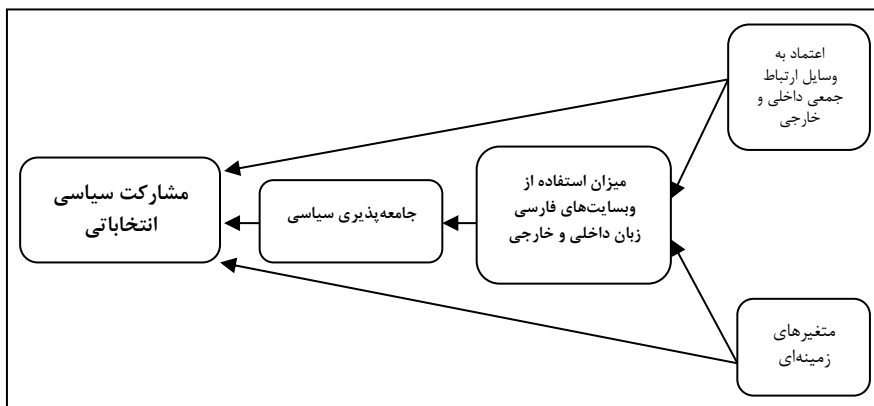 اعتماد به
وسایل ارتباط
جمعی داخلی و
خارجی
میزان استفاده از
وبسایت‌های فارسی
زبان داخلی و خارجی
جامعه‌پذیری سیاسی
مشارکت سیاسی
انتخاباتی
متغیرهای
زمینه‌ای